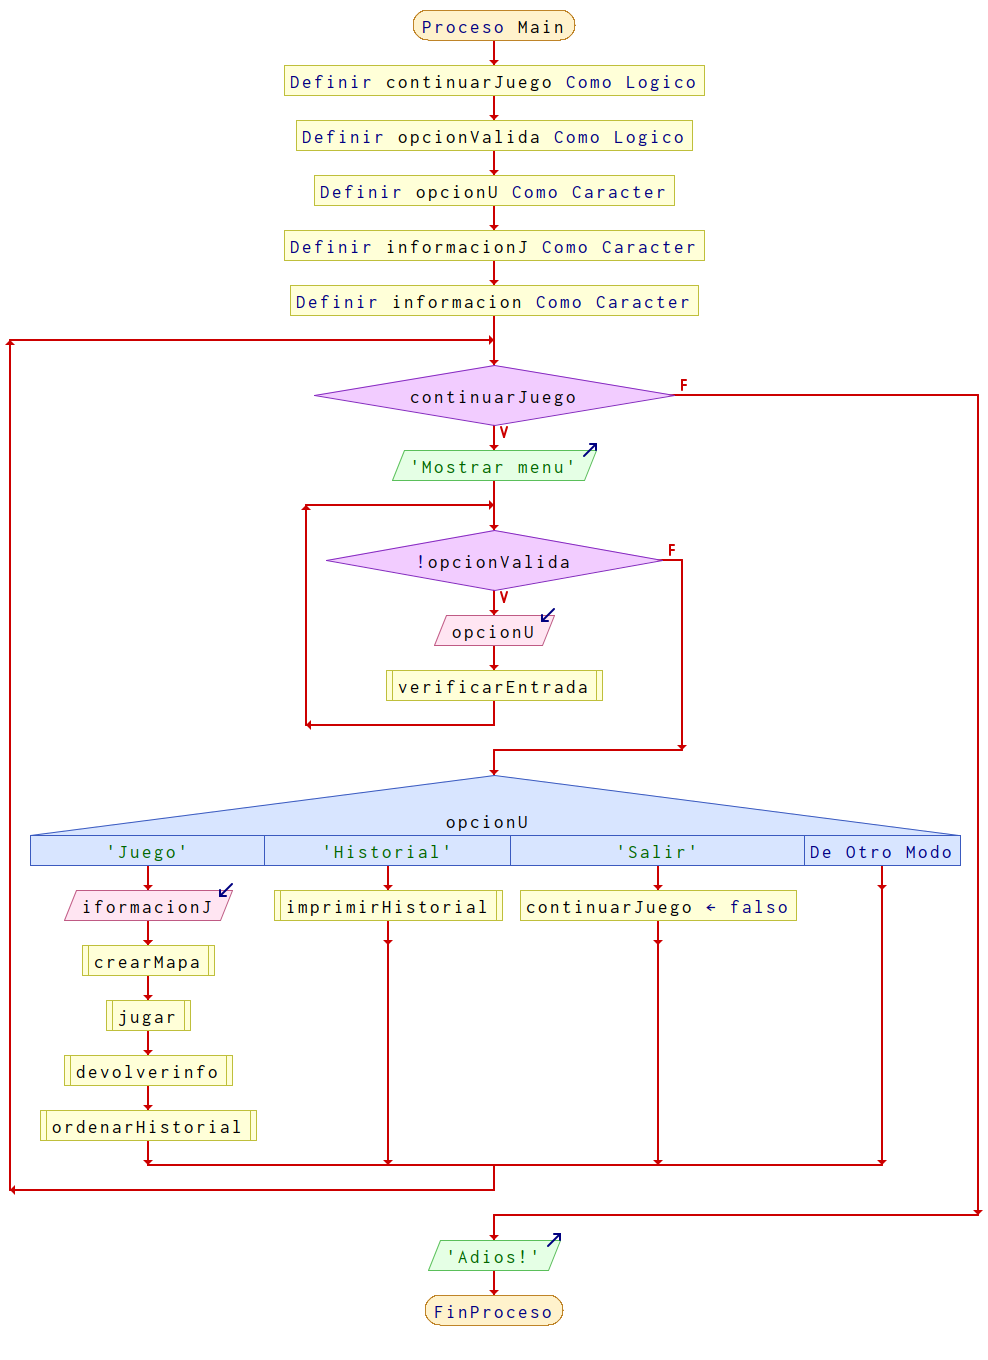 Proceso Main
Definir continuarJuego Como Logico
Definir opcionValida Como Logico
Definir opcionU Como Caracter
Definir informacionJ Como Caracter
Definir informacion Como Caracter
continuarJuego
F
V
'Mostrar menu'
!opcionValida
F
V
opcionU
verificarEntrada
opcionU
'Juego' 'Historial' 'Salir' De Otro Modo
iformacionJ imprimirHistorial continuarJuego ← falso
crearMapa
jugar
devolverinfo
ordenarHistorial
'Adios!'
FinProceso